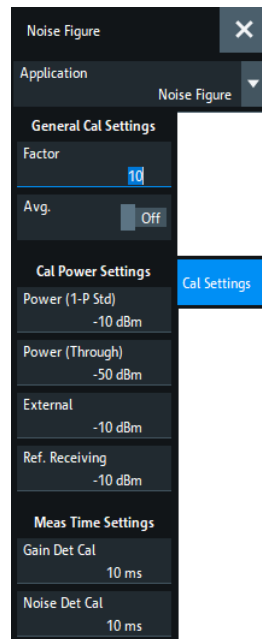 Noise Figure
Application
Noise Figure
General Cal Settings
Factor
10
Avg.
Off
Cal Power Settings
Cal Settings
Power (1-P Std)
-10 dBm
Power (Through)
-50 dBm
External
-10 dBm
Ref. Receiving
-10 dBm
Meas Time Settings
Gain Det Cal
10 ms
Noise Det Cal
10 ms